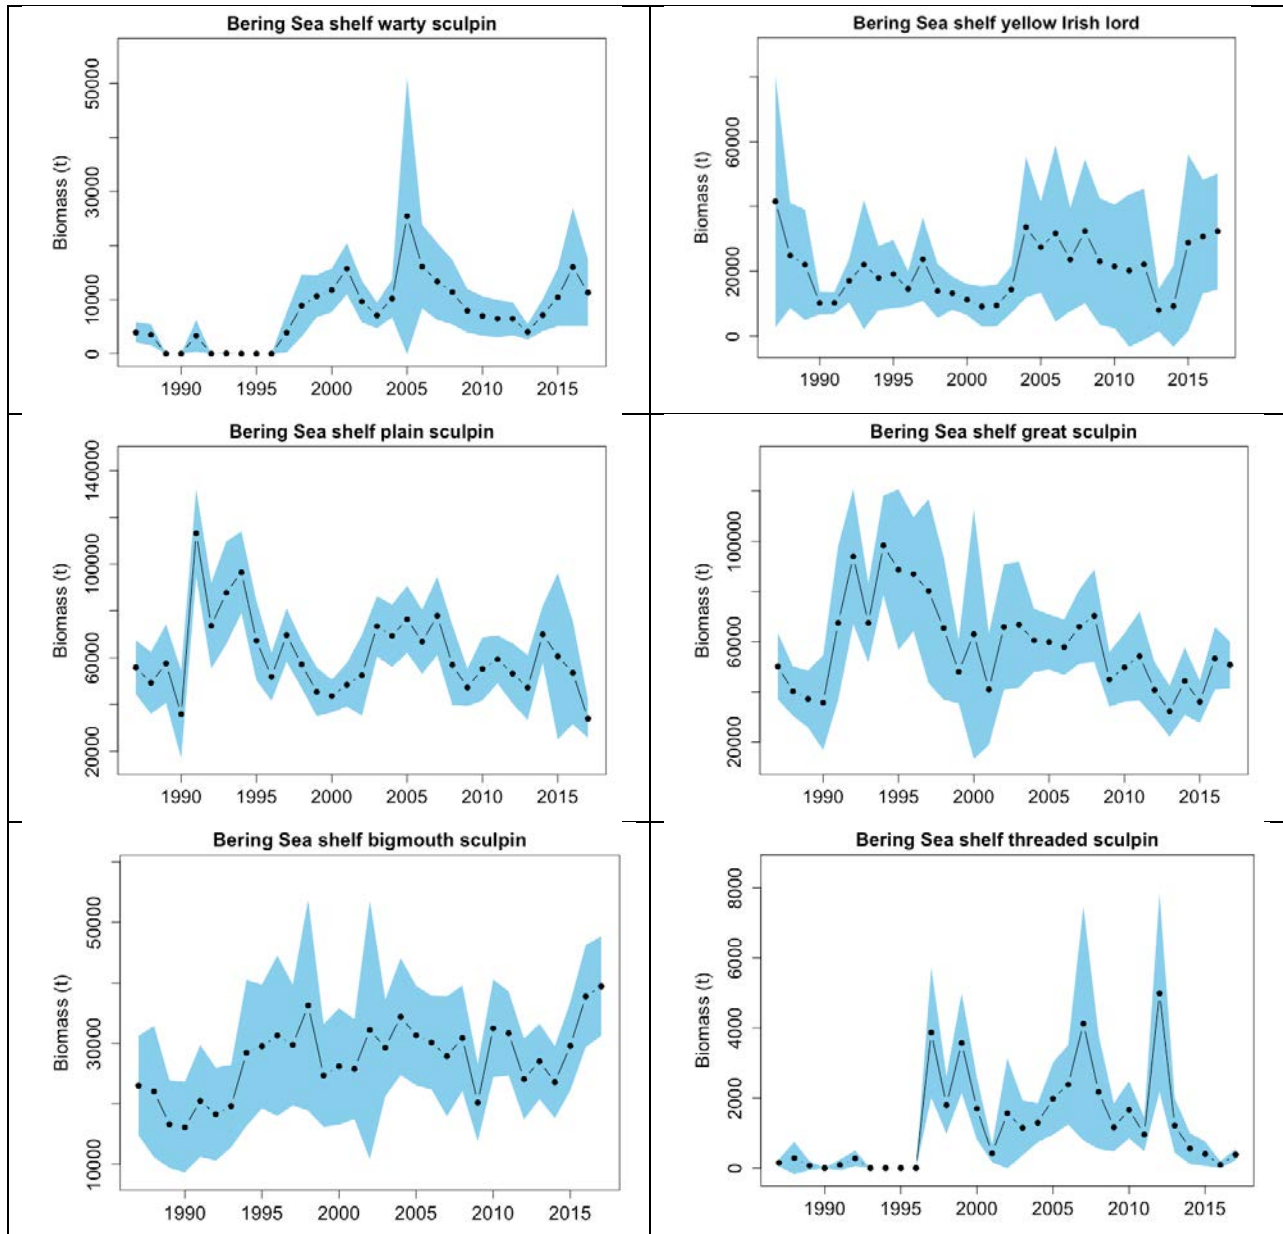 Bering Sea shelf warty sculpin
Biomass (t)
0 10000 30000 50000
1990 1995 2000 2005 2010 2015
Bering Sea shelf yellow Irish lord
Biomass (t)
0 20000 60000
1990 1995 2000 2005 2010 2015
Bering Sea shelf plain sculpin
Biomass (t)
20000 60000 100000 140000
1990 1995 2000 2005 2010 2015
Bering Sea shelf great sculpin
Biomass (t)
20000 60000 100000
1990 1995 2000 2005 2010 2015
Bering Sea shelf bigmouth sculpin
Biomass (t)
10000 30000 50000
1990 1995 2000 2005 2010 2015
Bering Sea shelf threaded sculpin
Biomass (t)
0 2000 4000 6000 8000
1990 1995 2000 2005 2010 2015